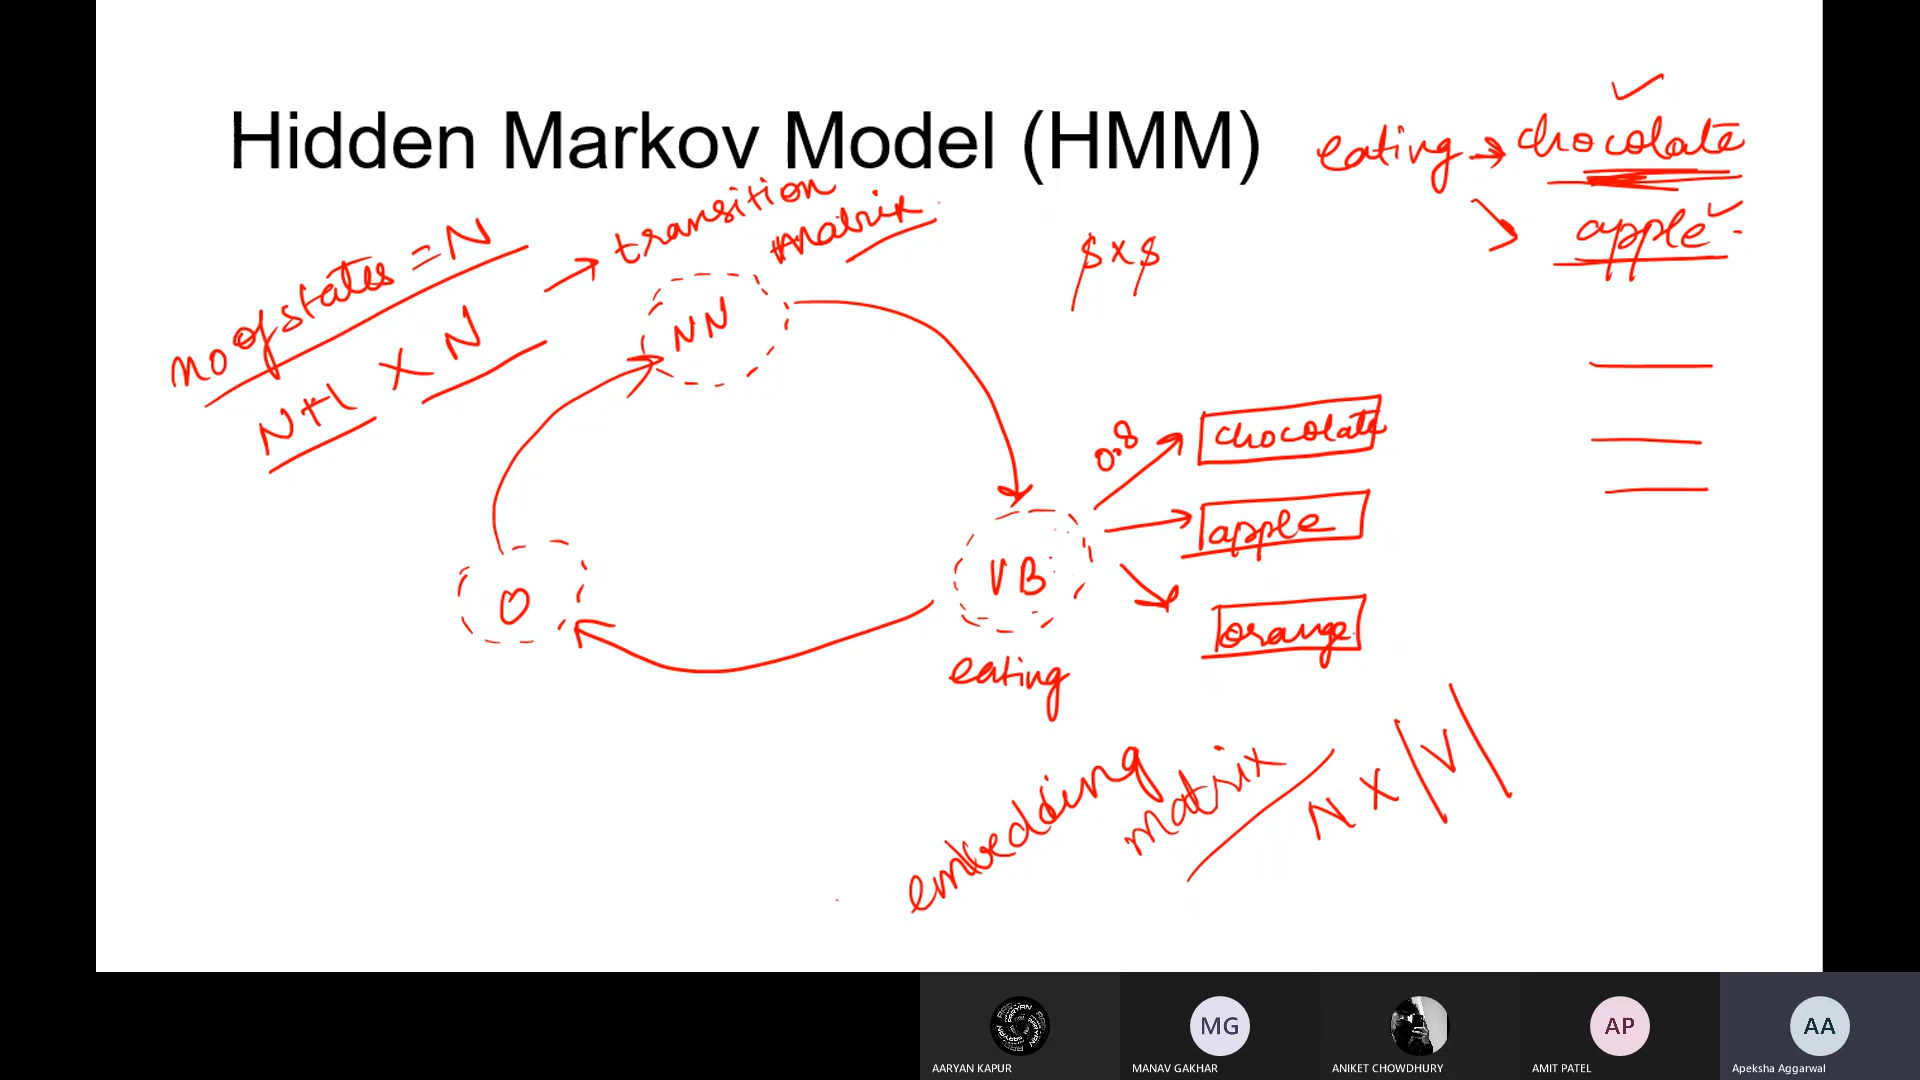 Hidden Markov Model (HMM)
eating → chocolate
apple
no of states = N
N+1 X N → transition
matrix
$ x $
NN
VB
O
eating
0.8
chocolate
apple
orange
embedding
matrix
N X |V|
AARYAN KAPUR
MG
MANAV GAKHAR
ANIKET CHOWDHURY
AP
AMIT PATEL
AA
Apeksha Aggarwal